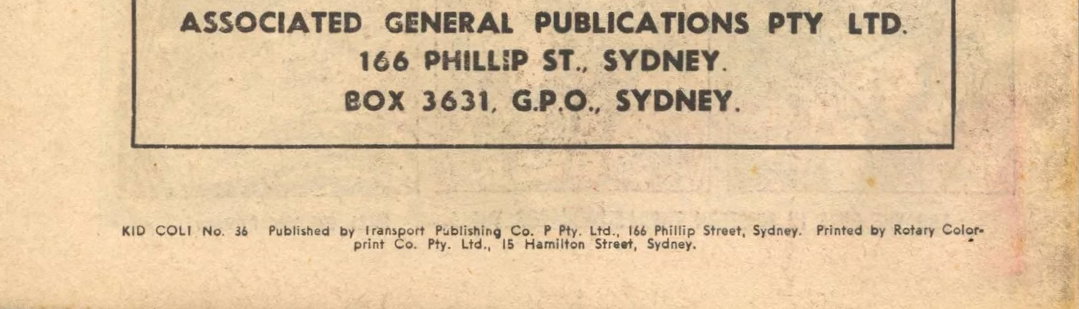 ASSOCIATED GENERAL PUBLICATIONS PTY LTD.
166 PHILLIP ST., SYDNEY.
BOX 3631, G.P.O., SYDNEY.
KID COLT No. 36 Published by Transport Publishing Co. P Pty. Ltd., 166 Phillip Street, Sydney. Printed by Rotary Color-
print Co. Pty. Ltd., 15 Hamilton Street, Sydney.